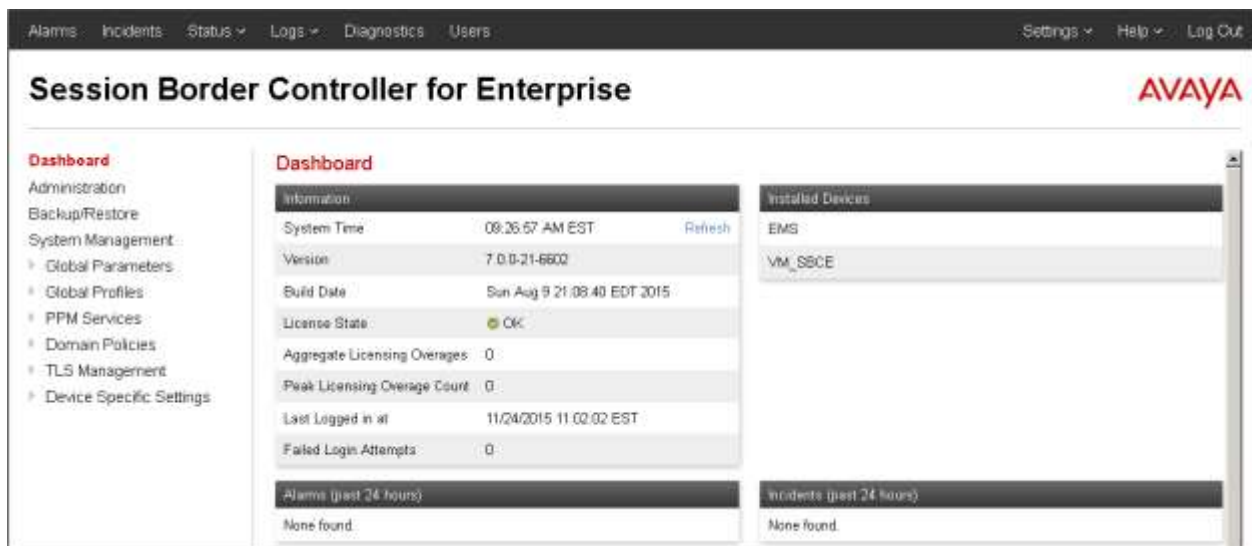 Alarms Incidents Status Logs Diagnostics Users Settings Help Log Out
Session Border Controller for Enterprise
AVAYA
Dashboard
Administration
Backup/Restore
System Management
Global Parameters
Global Profiles
PPM Services
Domain Policies
TLS Management
Device Specific Settings
Dashboard
Information
System Time 09:26:57 AM EST Refresh
Version 7.0.0-21-6602
Build Date Sun Aug 9 21:08:40 EDT 2015
License State OK
Aggregate Licensing Overages 0
Peak Licensing Overage Count 0
Last Logged in at 11/24/2015 11:02:02 EST
Failed Login Attempts 0
Installed Devices
EMS
VM_SBCE
Alarms (past 24 hours)
None found.
Incidents (past 24 hours)
None found.